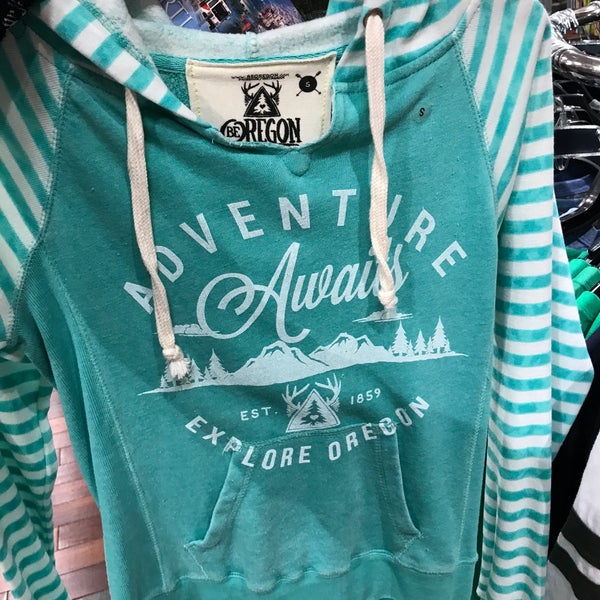 S
BE OREGON
S
ADVENTURE
Awaits
EST. 1859
EXPLORE OREGON